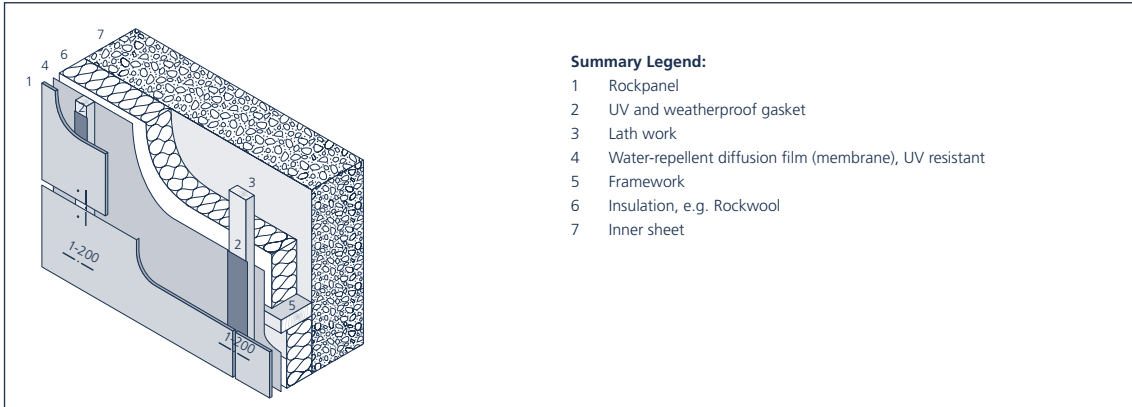 7
6
4
1
2
3
2
1-200
5
1-200
Summary Legend:
1 Rockpanel
2 UV and weatherproof gasket
3 Lath work
4 Water-repellent diffusion film (membrane), UV resistant
5 Framework
6 Insulation, e.g. Rockwool
7 Inner sheet